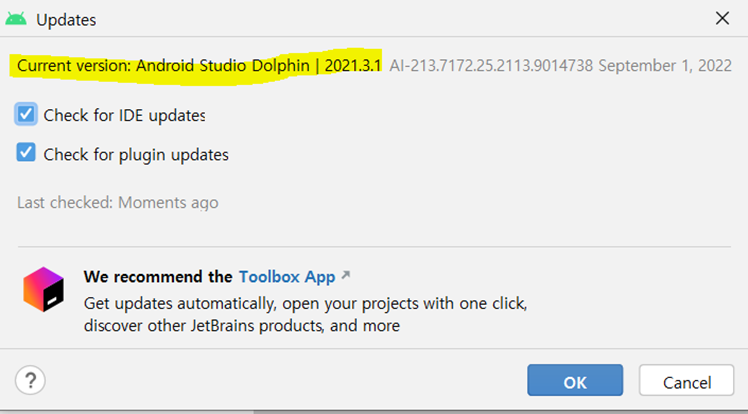 Updates
Current version: Android Studio Dolphin | 2021.3.1 AI-213.7172.25.2113.9014738 September 1, 2022
Check for IDE updates
Check for plugin updates
Last checked: Moments ago
We recommend the Toolbox App ↗
Get updates automatically, open your projects with one click,
discover other JetBrains products, and more
?
OK Cancel